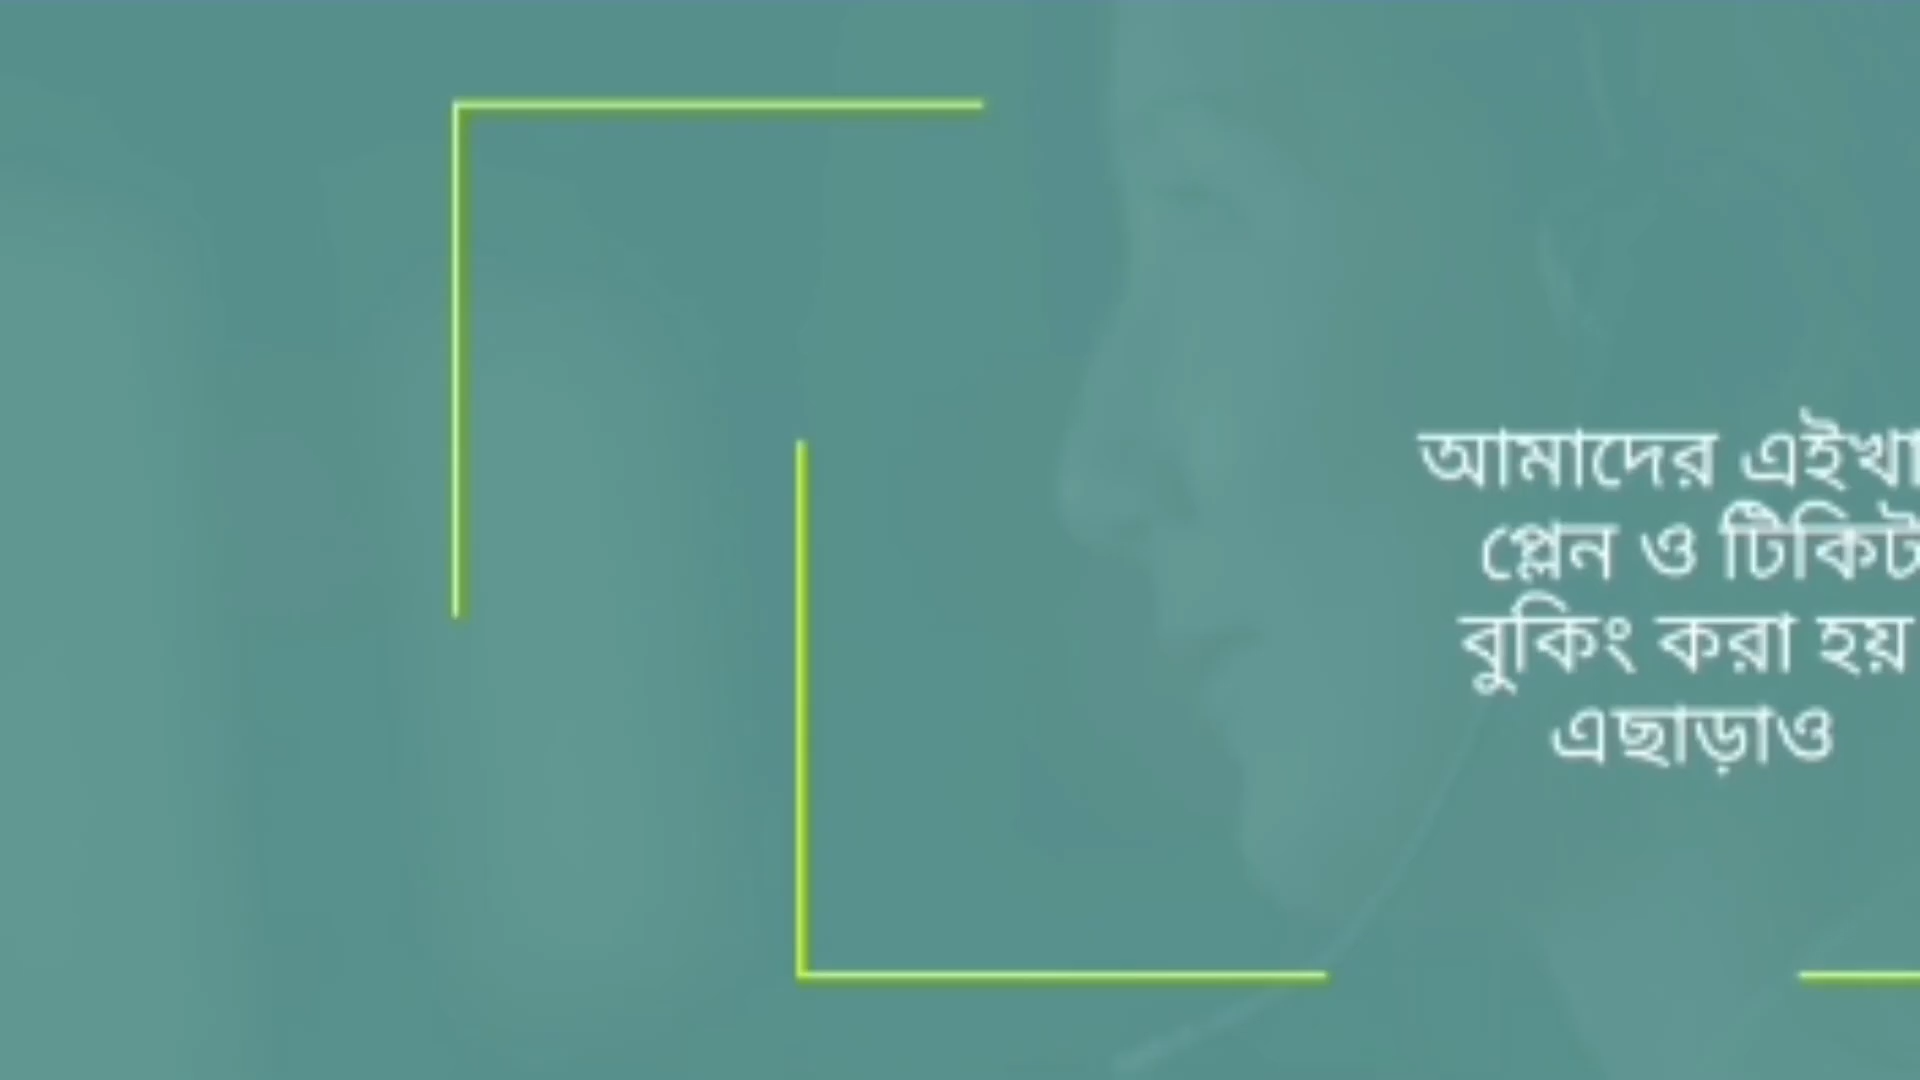 আমাদের এইখা
প্লেন ও টিকিট
বুকিং করা হয়
এছাড়াও